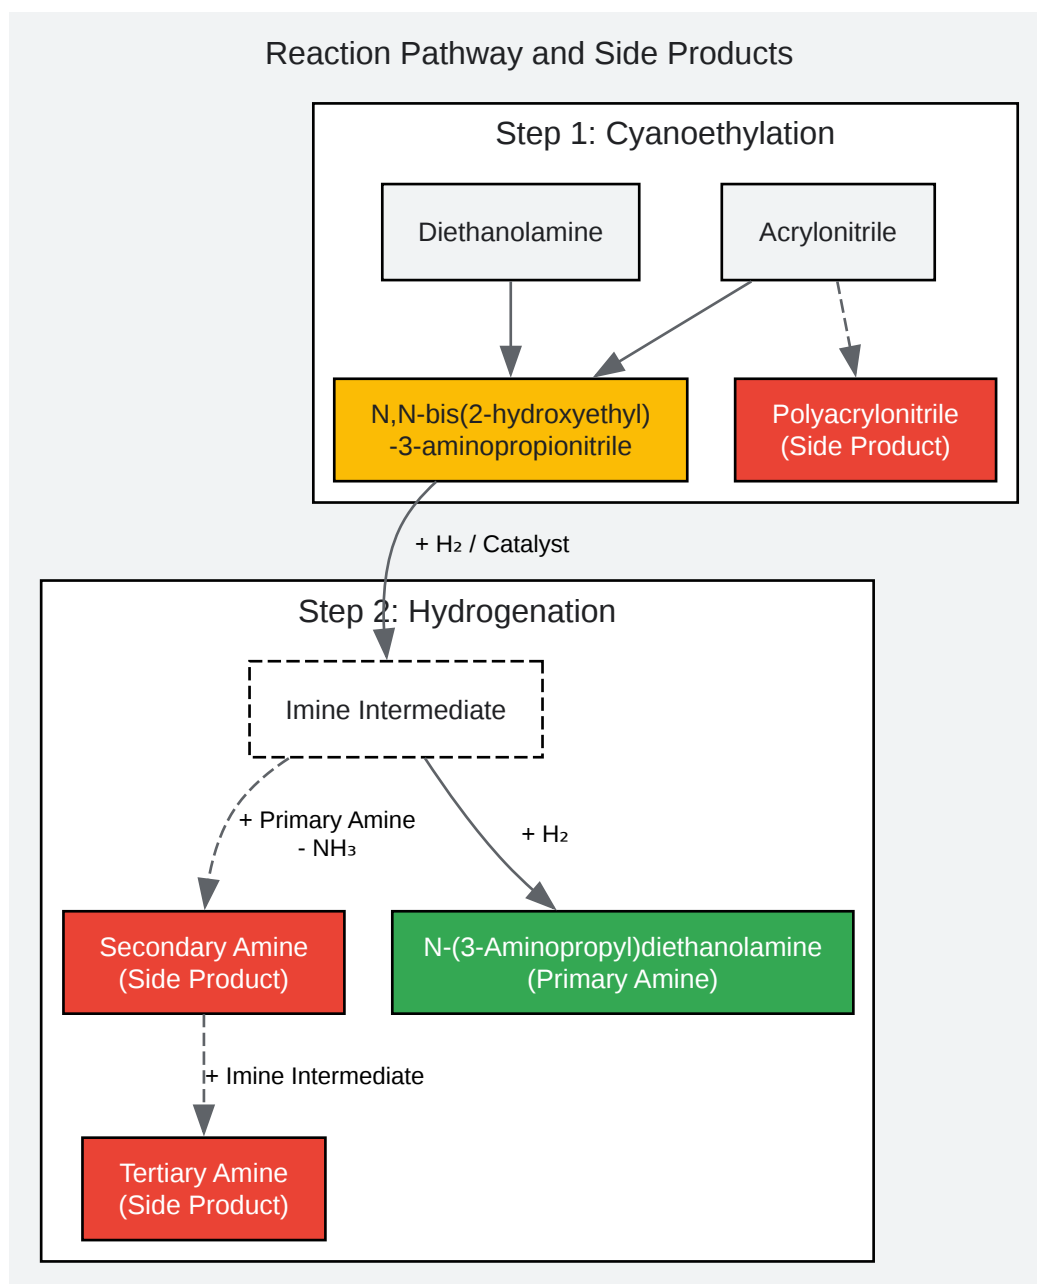 Reaction Pathway and Side Products
Step 1: Cyanoethylation
Diethanolamine
Acrylonitrile
N,N-bis(2-hydroxyethyl)
-3-aminopropionitrile
Polyacrylonitrile
(Side Product)
+ H₂ / Catalyst
Step 2: Hydrogenation
Imine Intermediate
+ Primary Amine
- NH₃
+ H₂
Secondary Amine
(Side Product)
N-(3-Aminopropyl)diethanolamine
(Primary Amine)
+ Imine Intermediate
Tertiary Amine
(Side Product)